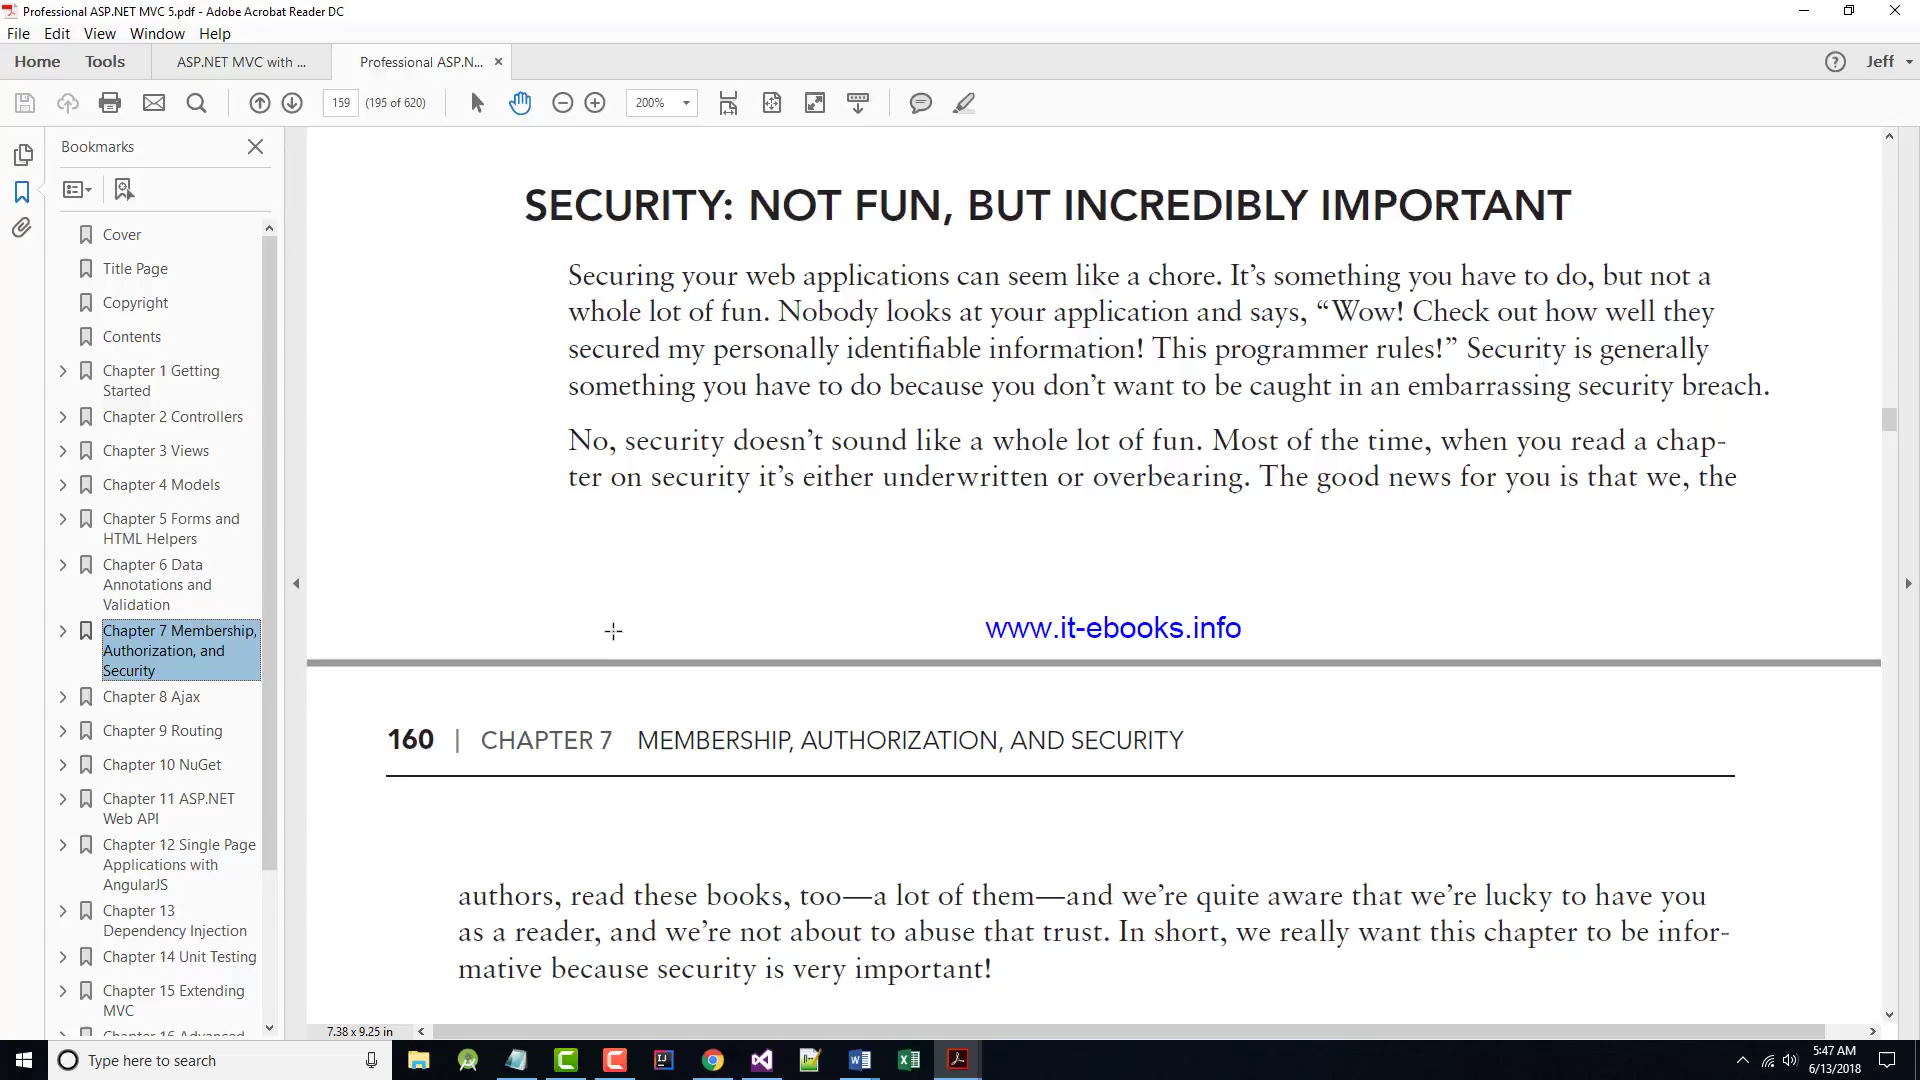 Professional ASP.NET MVC 5.pdf - Adobe Acrobat Reader DC
File Edit View Window Help
Home Tools ASP.NET MVC with ... Professional ASP.N... × Jeff
159 (195 of 620) 200%
Bookmarks
Cover
Title Page
Copyright
Contents
Chapter 1 Getting
Started
Chapter 2 Controllers
Chapter 3 Views
Chapter 4 Models
Chapter 5 Forms and
HTML Helpers
Chapter 6 Data
Annotations and
Validation
Chapter 7 Membership,
Authorization, and
Security
Chapter 8 Ajax
Chapter 9 Routing
Chapter 10 NuGet
Chapter 11 ASP.NET
Web API
Chapter 12 Single Page
Applications with
AngularJS
Chapter 13
Dependency Injection
Chapter 14 Unit Testing
Chapter 15 Extending
MVC
Chapter 16 Advanced
SECURITY: NOT FUN, BUT INCREDIBLY IMPORTANT
Securing your web applications can seem like a chore. It’s something you have to do, but not a
whole lot of fun. Nobody looks at your application and says, “Wow! Check out how well they
secured my personally identifiable information! This programmer rules!” Security is generally
something you have to do because you don’t want to be caught in an embarrassing security breach.
No, security doesn’t sound like a whole lot of fun. Most of the time, when you read a chap-
ter on security it’s either underwritten or overbearing. The good news for you is that we, the
www.it-ebooks.info
160 | CHAPTER 7 MEMBERSHIP, AUTHORIZATION, AND SECURITY
authors, read these books, too—a lot of them—and we’re quite aware that we’re lucky to have you
as a reader, and we’re not about to abuse that trust. In short, we really want this chapter to be infor-
mative because security is very important!
7.38 x 9.25 in
Type here to search
5:47 AM
6/13/2018